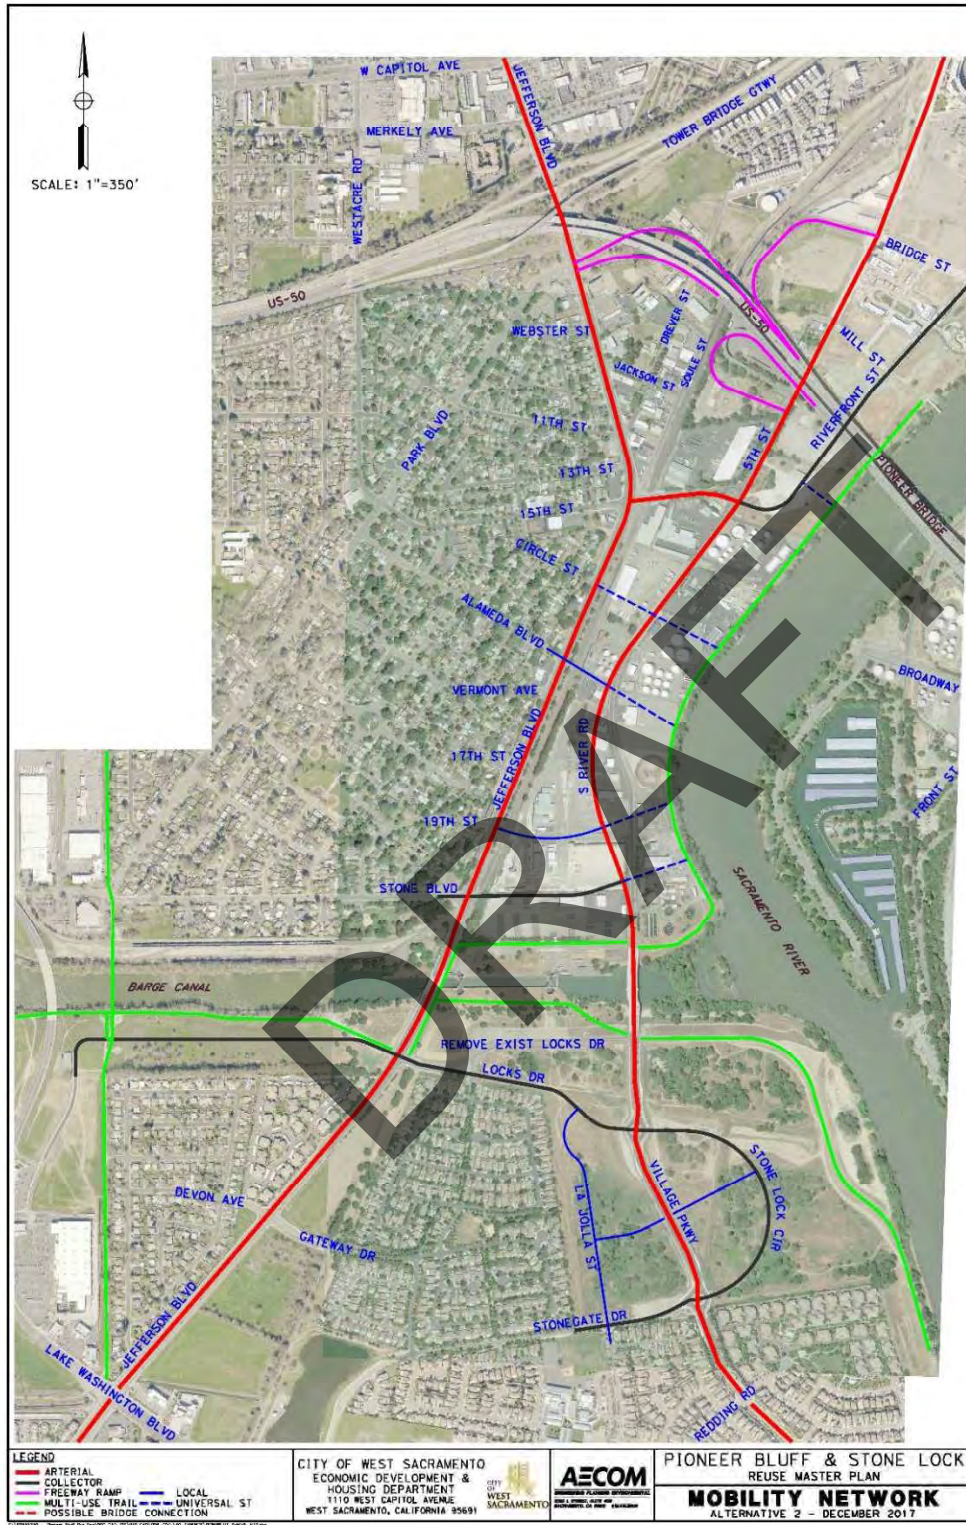 SCALE: 1"=350'
W CAPITOL AVE
JEFFERSON BLVD
TOWER BRIDGE GTWY
MERKELY AVE
WESTACRE RD
BRIDGE ST
US-50
US-50
DREVER ST
WEBSTER ST
MILL ST
SOULE ST
JACKSON ST
RIVERFRONT ST
PARK BLVD
11TH ST
5TH ST
13TH ST
PIONEER BRIDGE
15TH ST
CIRCLE ST
ALAMEDA BLVD
BROADWAY
VERMONT AVE
JEFFERSON BLVD
S RIVER RD
17TH ST
FRONT ST
19TH ST
STONE BLVD
SACRAMENTO RIVER
BARGE CANAL
REMOVE EXIST LOCKS DR
LOCKS DR
DEVON AVE
LA JOLLA ST
VILLAGE PKWY
STONE LOCK CIR
GATEWAY DR
JEFFERSON BLVD
STONEGATE DR
LAKE WASHINGTON BLVD
REDDING RD
DRAFT
LEGEND
ARTERIAL
COLLECTOR
FREEWAY RAMP
LOCAL
MULTI-USE TRAIL
UNIVERSAL ST
POSSIBLE BRIDGE CONNECTION
CITY OF WEST SACRAMENTO
ECONOMIC DEVELOPMENT &
HOUSING DEPARTMENT
1110 WEST CAPITOL AVENUE
WEST SACRAMENTO, CALIFORNIA 95691
CITY
OF
WEST
SACRAMENTO
AECOM
PIONEER BLUFF & STONE LOCK
REUSE MASTER PLAN
MOBILITY NETWORK
ALTERNATIVE 2 - DECEMBER 2017